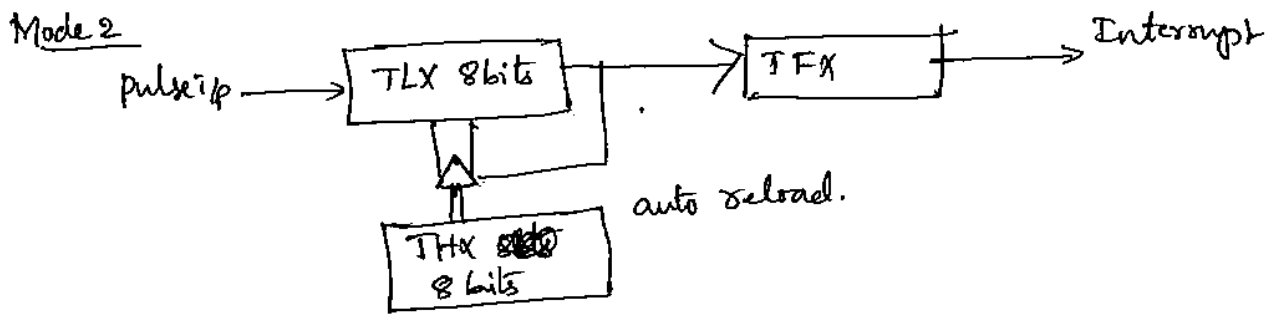 Mode 2
Pulse i/p
TLX 8bits
TFX
Interrupt
auto reload.
THX
8 bits